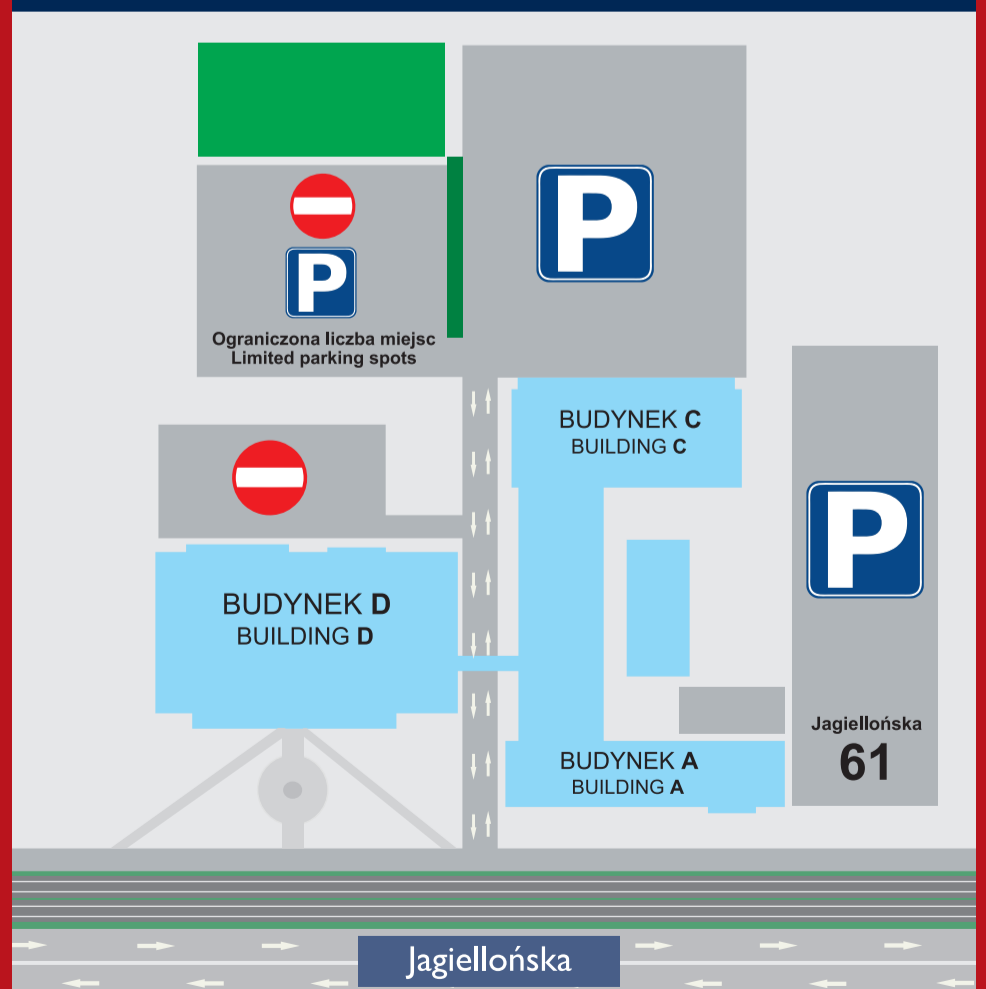 P
P
Ograniczona liczba miejsc
Limited parking spots
BUDYNEK C
BUILDING C
P
BUDYNEK D
BUILDING D
Jagiellońska
61
BUDYNEK A
BUILDING A
Jagiellońska